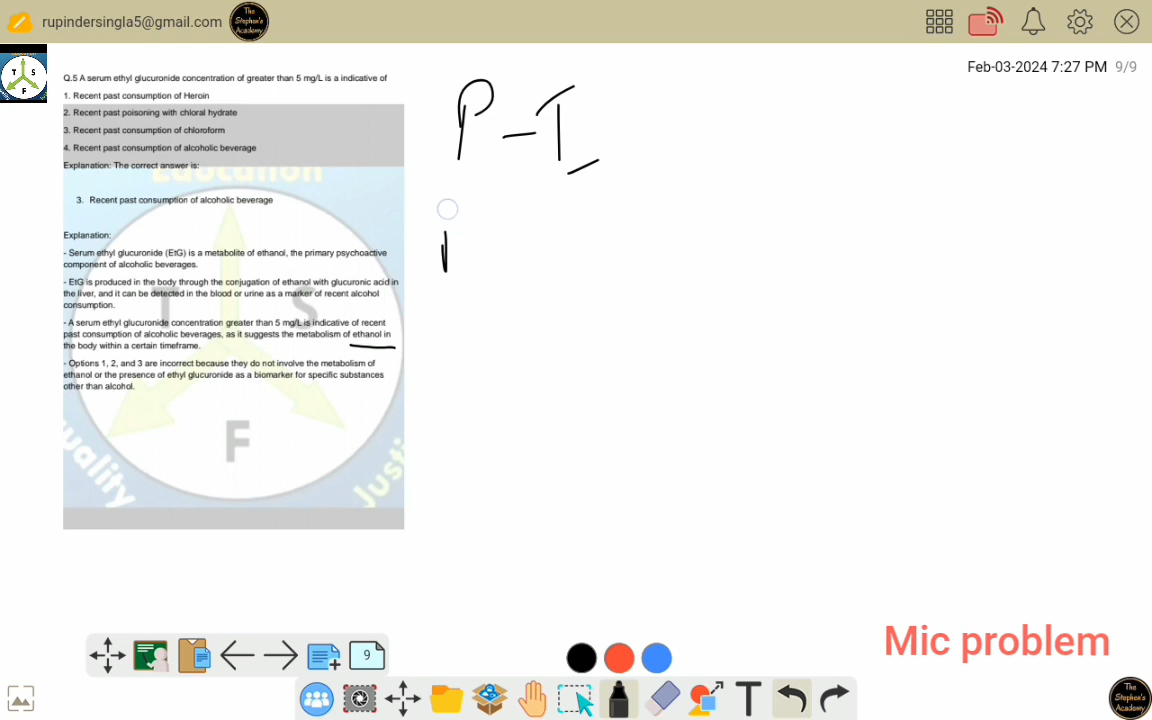 rupindersingla5@gmail.com
The Stephen's Academy
Feb-03-2024 7:27 PM 9/9
T S
F
Q.5 A serum ethyl glucuronide concentration of greater than 5 mg/L is a indicative of
1. Recent past consumption of Heroin
2. Recent past poisoning with chloral hydrate
3. Recent past consumption of chloroform
4. Recent past consumption of alcoholic beverage
Explanation: The correct answer is:
3. Recent past consumption of alcoholic beverage
Explanation:
- Serum ethyl glucuronide (EtG) is a metabolite of ethanol, the primary psychoactive
component of alcoholic beverages.
- EtG is produced in the body through the conjugation of ethanol with glucuronic acid in
the liver, and it can be detected in the blood or urine as a marker of recent alcohol
consumption.
- A serum ethyl glucuronide concentration greater than 5 mg/L is indicative of recent
past consumption of alcoholic beverages, as it suggests the metabolism of ethanol in
the body within a certain timeframe.
- Options 1, 2, and 3 are incorrect because they do not involve the metabolism of
ethanol or the presence of ethyl glucuronide as a biomarker for specific substances
other than alcohol.
Education
T S
F
P-I
Mic problem
9
T
The Stephen's Academy